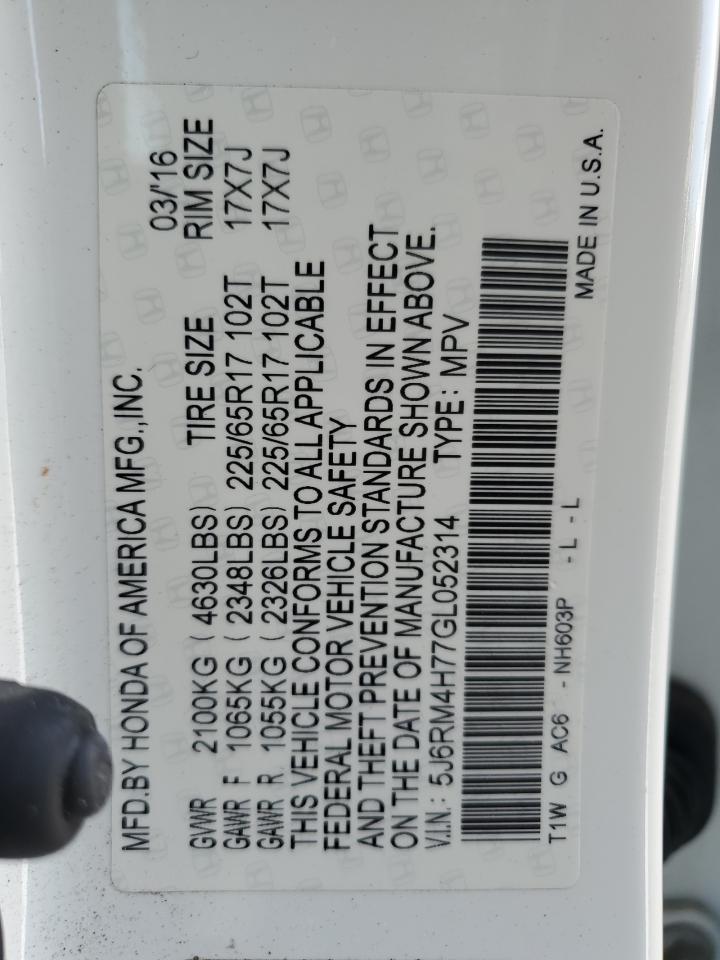 MFD.BY HONDA OF AMERICA MFG.,INC. 03/'16
GVWR 2100KG ( 4630LBS) TIRE SIZE RIM SIZE
GAWR F 1065KG ( 2348LBS) 225/65R17 102T 17X7J
GAWR R 1055KG ( 2326LBS) 225/65R17 102T 17X7J
THIS VEHICLE CONFORMS TO ALL APPLICABLE
FEDERAL MOTOR VEHICLE SAFETY
AND THEFT PREVENTION STANDARDS IN EFFECT
ON THE DATE OF MANUFACTURE SHOWN ABOVE.
V.I.N.: 5J6RM4H77GL052314 TYPE: MPV
T1W G AC6 - NH603P - L - L MADE IN U.S.A.